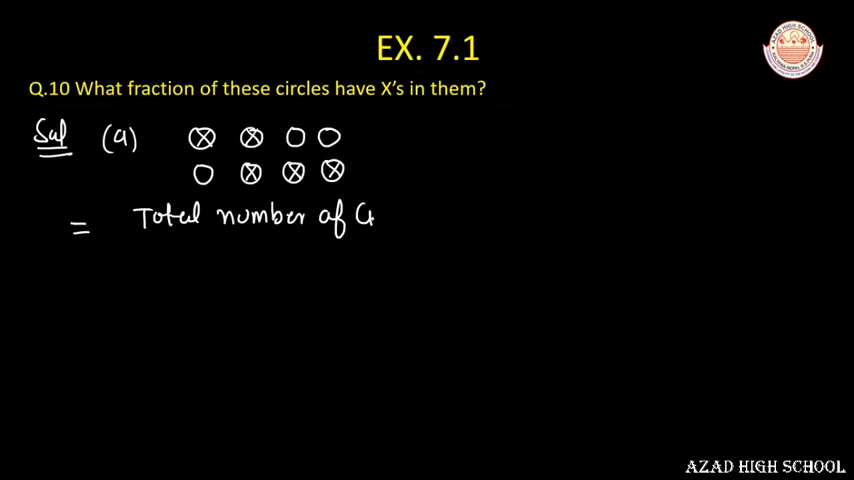 EX. 7.1
Q.10 What fraction of these circles have X's in them?
Sol (a)
= Total number of
AZAD HIGH SCHOOL